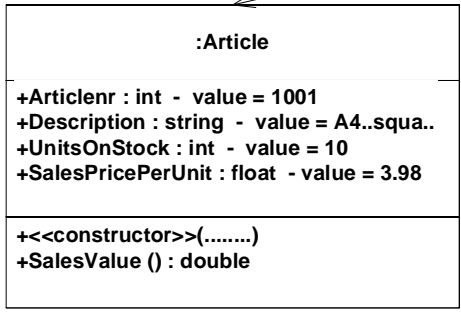 :Article
+Articlenr : int - value = 1001
+Description : string - value = A4..squa..
+UnitsOnStock : int - value = 10
+SalesPricePerUnit : float - value = 3.98
+<<constructor>>(........)
+SalesValue () : double